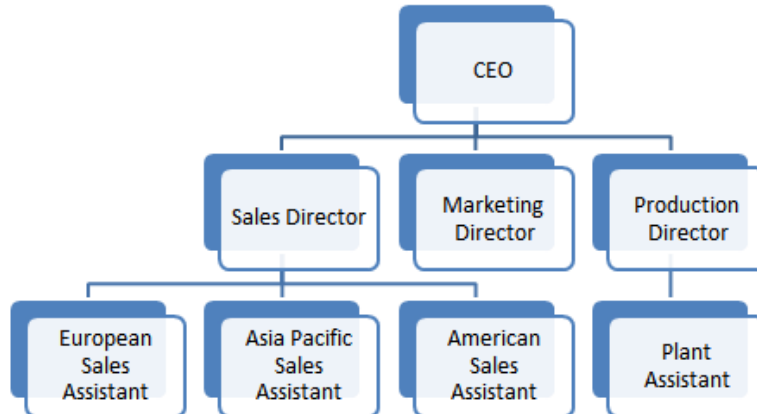 CEO
Sales Director
Marketing
Director
Production
Director
European
Sales
Assistant
Asia Pacific
Sales
Assistant
American
Sales
Assistant
Plant
Assistant